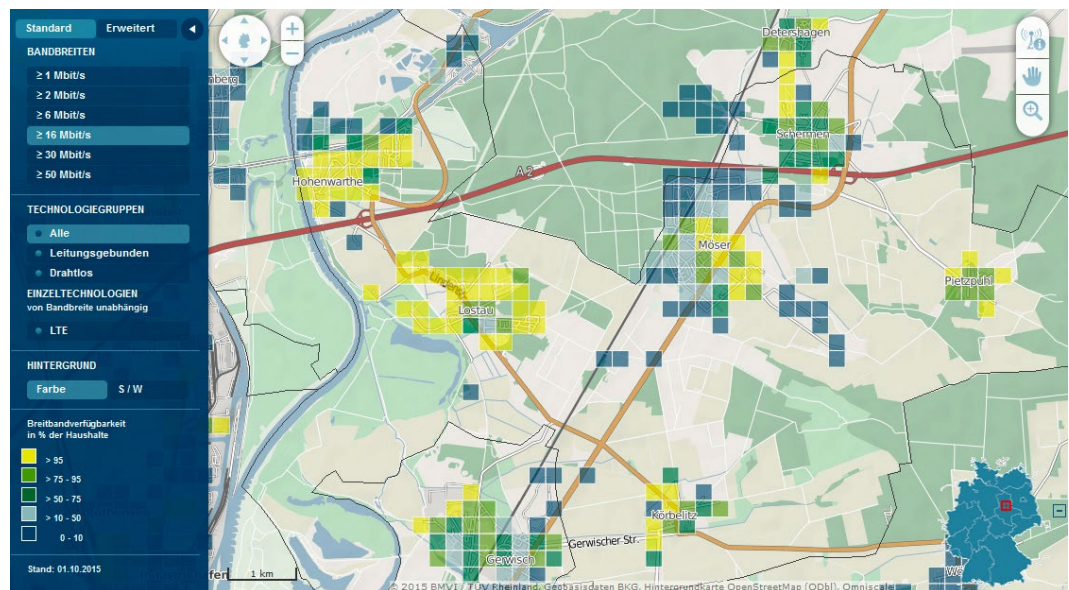 Standard Erweitert
BANDBREITEN
≥ 1 Mbit/s
≥ 2 Mbit/s
≥ 6 Mbit/s
≥ 16 Mbit/s
≥ 30 Mbit/s
≥ 50 Mbit/s
TECHNOLOGIEGRUPPEN
Alle
Leitungsgebunden
Drahtlos
EINZELTECHNOLOGIEN
von Bandbreite unabhängig
LTE
HINTERGRUND
Farbe S / W
Breitbandverfügbarkeit
in % der Haushalte
> 95
> 75 - 95
> 50 - 75
> 10 - 50
0 - 10
Stand: 01.10.2015
Detershagen
Schermen
nberg
A 2
Hohenwarthe
Möser
Pietzpuhl
Lostau
Körbelitz
Gerwischer Str.
Gerwisch
1 km
© 2015 BMVI / TÜV Rheinland, Geobasisdaten BKG, Hintergrundkarte OpenStreetMap (ODbL), Omniscale